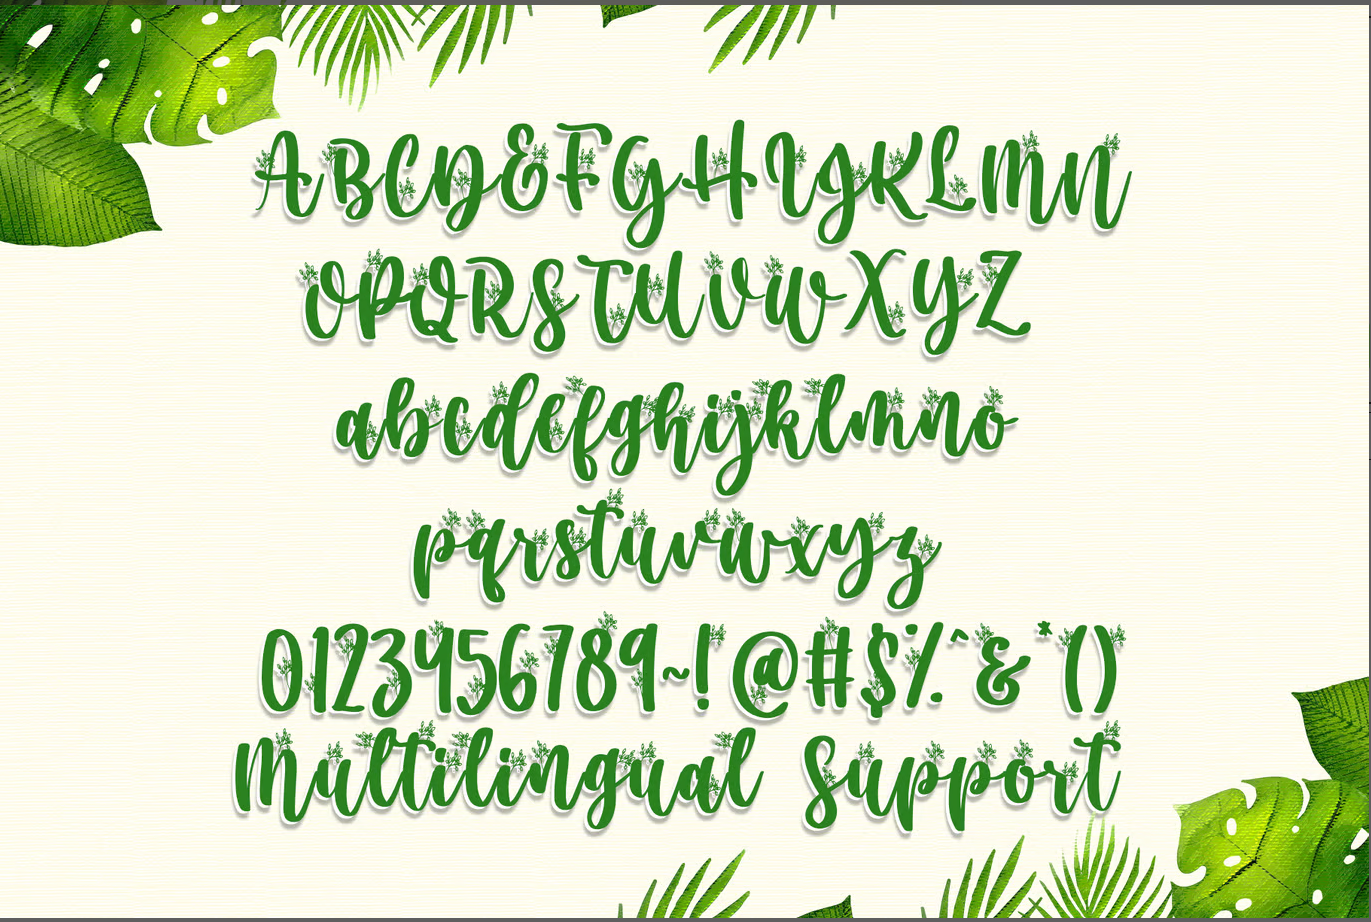 ABCDEFGHIJKLMN
OPQRSTUVWXYZ
abcdefghijklmno
pqrstuvwxyz
0123456789~!@#$%^&*()
Multilingual Support